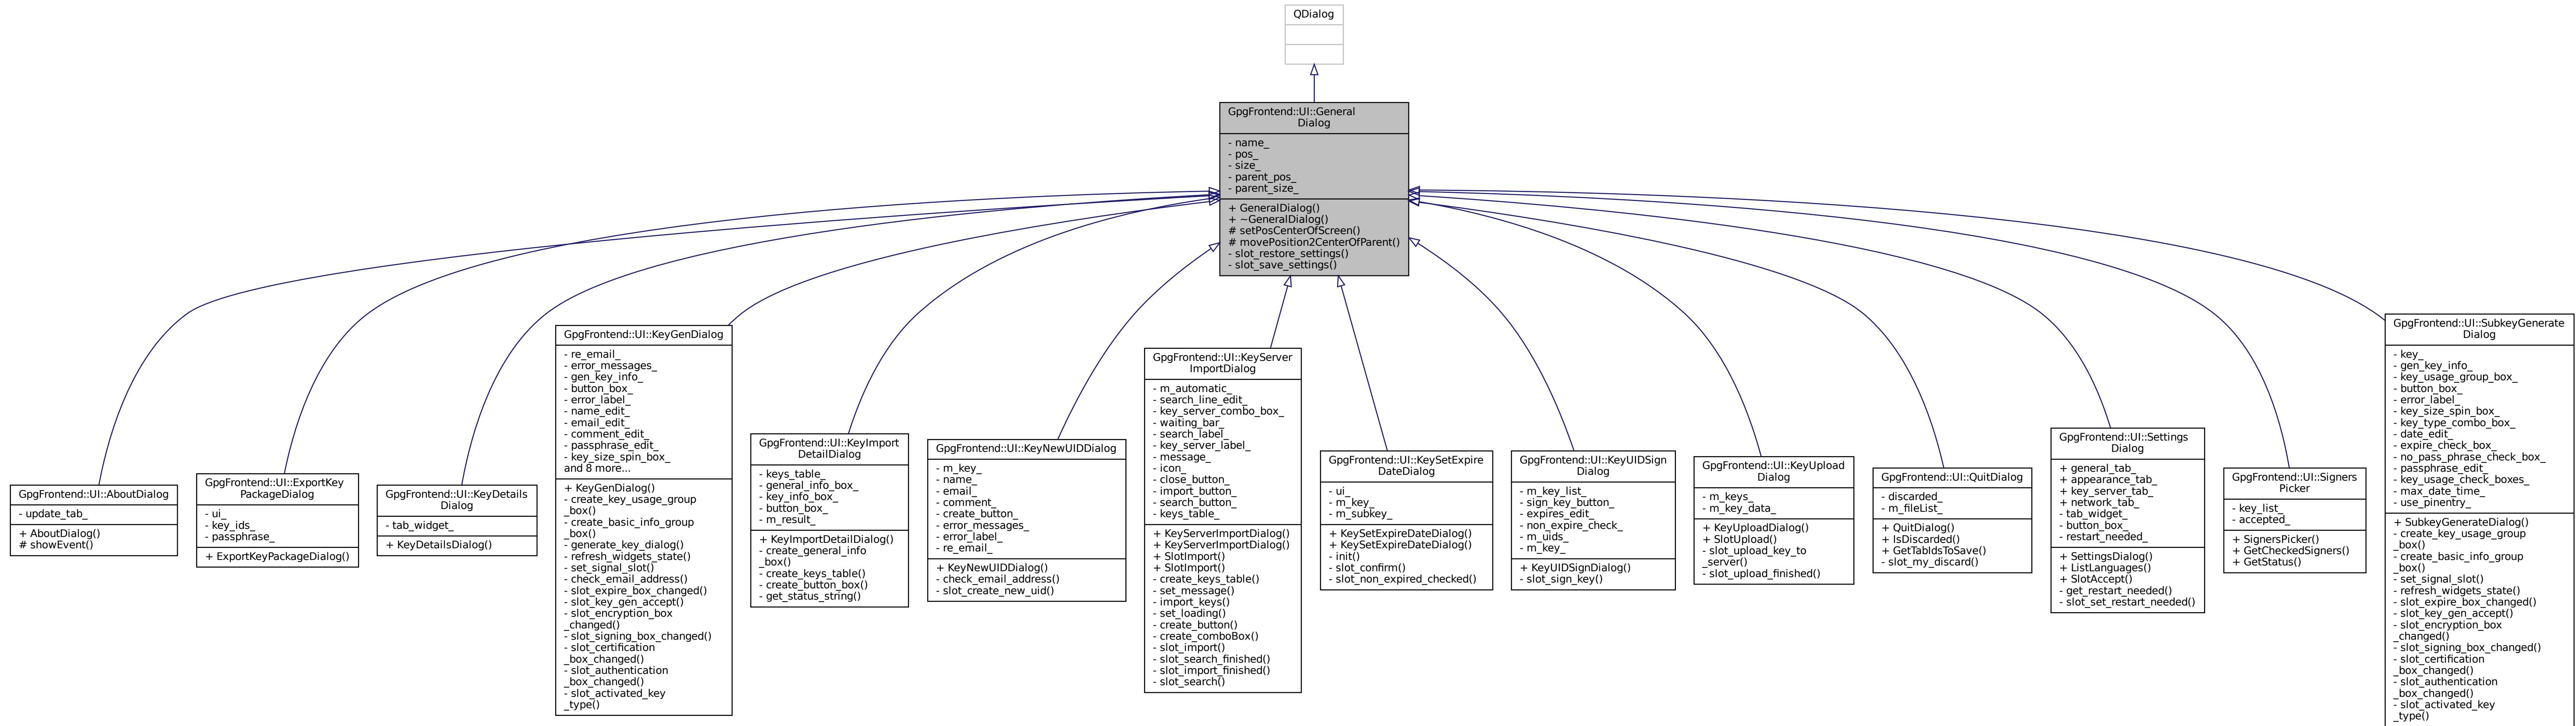 QDialog
GpgFrontend::UI::General
Dialog
- name_
- pos_
- size_
- parent_pos_
- parent_size_
+ GeneralDialog()
+ ~GeneralDialog()
# setPosCenterOfScreen()
# movePosition2CenterOfParent()
- slot_restore_settings()
- slot_save_settings()
GpgFrontend::UI::AboutDialog
- update_tab_
+ AboutDialog()
# showEvent()
GpgFrontend::UI::ExportKey
PackageDialog
- ui_
- key_ids_
- passphrase_
+ ExportKeyPackageDialog()
GpgFrontend::UI::KeyDetails
Dialog
- tab_widget_
+ KeyDetailsDialog()
GpgFrontend::UI::KeyGenDialog
- re_email_
- error_messages_
- gen_key_info_
- button_box_
- error_label_
- name_edit_
- email_edit_
- comment_edit_
- passphrase_edit_
- key_size_spin_box_
and 8 more...
+ KeyGenDialog()
- create_key_usage_group
_box()
- create_basic_info_group
_box()
- generate_key_dialog()
- refresh_widgets_state()
- set_signal_slot()
- check_email_address()
- slot_expire_box_changed()
- slot_key_gen_accept()
- slot_encryption_box
_changed()
- slot_signing_box_changed()
- slot_certification
_box_changed()
- slot_authentication
_box_changed()
- slot_activated_key
_type()
GpgFrontend::UI::KeyImport
DetailDialog
- keys_table_
- general_info_box_
- key_info_box_
- button_box_
- m_result_
+ KeyImportDetailDialog()
- create_general_info
_box()
- create_keys_table()
- create_button_box()
- get_status_string()
GpgFrontend::UI::KeyNewUIDDialog
- m_key_
- name_
- email_
- comment_
- create_button_
- error_messages_
- error_label_
- re_email_
+ KeyNewUIDDialog()
- check_email_address()
- slot_create_new_uid()
GpgFrontend::UI::KeyServer
ImportDialog
- m_automatic_
- search_line_edit_
- key_server_combo_box_
- waiting_bar_
- search_label_
- key_server_label_
- message_
- icon_
- close_button_
- import_button_
- search_button_
- keys_table_
+ KeyServerImportDialog()
+ KeyServerImportDialog()
+ SlotImport()
+ SlotImport()
- create_keys_table()
- set_message()
- import_keys()
- set_loading()
- create_button()
- create_comboBox()
- slot_import()
- slot_search_finished()
- slot_import_finished()
- slot_search()
GpgFrontend::UI::KeySetExpire
DateDialog
- ui_
- m_key_
- m_subkey_
+ KeySetExpireDateDialog()
+ KeySetExpireDateDialog()
- init()
- slot_confirm()
- slot_non_expired_checked()
GpgFrontend::UI::KeyUIDSign
Dialog
- m_key_list_
- sign_key_button_
- expires_edit_
- non_expire_check_
- m_uids_
- m_key_
+ KeyUIDSignDialog()
- slot_sign_key()
GpgFrontend::UI::KeyUpload
Dialog
- m_keys_
- m_key_data_
+ KeyUploadDialog()
+ SlotUpload()
- slot_upload_key_to
_server()
- slot_upload_finished()
GpgFrontend::UI::QuitDialog
- discarded_
- m_fileList_
+ QuitDialog()
+ IsDiscarded()
+ GetTabIdsToSave()
- slot_my_discard()
GpgFrontend::UI::Settings
Dialog
+ general_tab_
+ appearance_tab_
+ key_server_tab_
+ network_tab_
- tab_widget_
- button_box_
- restart_needed_
+ SettingsDialog()
+ ListLanguages()
+ SlotAccept()
- get_restart_needed()
- slot_set_restart_needed()
GpgFrontend::UI::Signers
Picker
- key_list_
- accepted_
+ SignersPicker()
+ GetCheckedSigners()
+ GetStatus()
GpgFrontend::UI::SubkeyGenerate
Dialog
- key_
- gen_key_info_
- key_usage_group_box_
- button_box_
- error_label_
- key_size_spin_box_
- key_type_combo_box_
- date_edit_
- expire_check_box_
- no_pass_phrase_check_box_
- passphrase_edit_
- key_usage_check_boxes_
- max_date_time_
- use_pinentry_
+ SubkeyGenerateDialog()
- create_key_usage_group
_box()
- create_basic_info_group
_box()
- set_signal_slot()
- refresh_widgets_state()
- slot_expire_box_changed()
- slot_key_gen_accept()
- slot_encryption_box
_changed()
- slot_signing_box_changed()
- slot_certification
_box_changed()
- slot_authentication
_box_changed()
- slot_activated_key
_type()